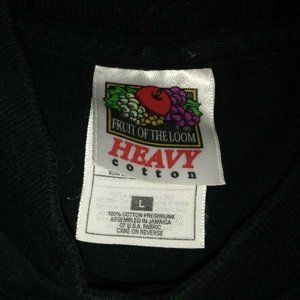 FRUIT OF THE LOOM
®
HEAVY
cotton
L
100% COTTON PRESHRUNK
ASSEMBLED IN JAMAICA
OF U.S.A. FABRIC
CARE ON REVERSE